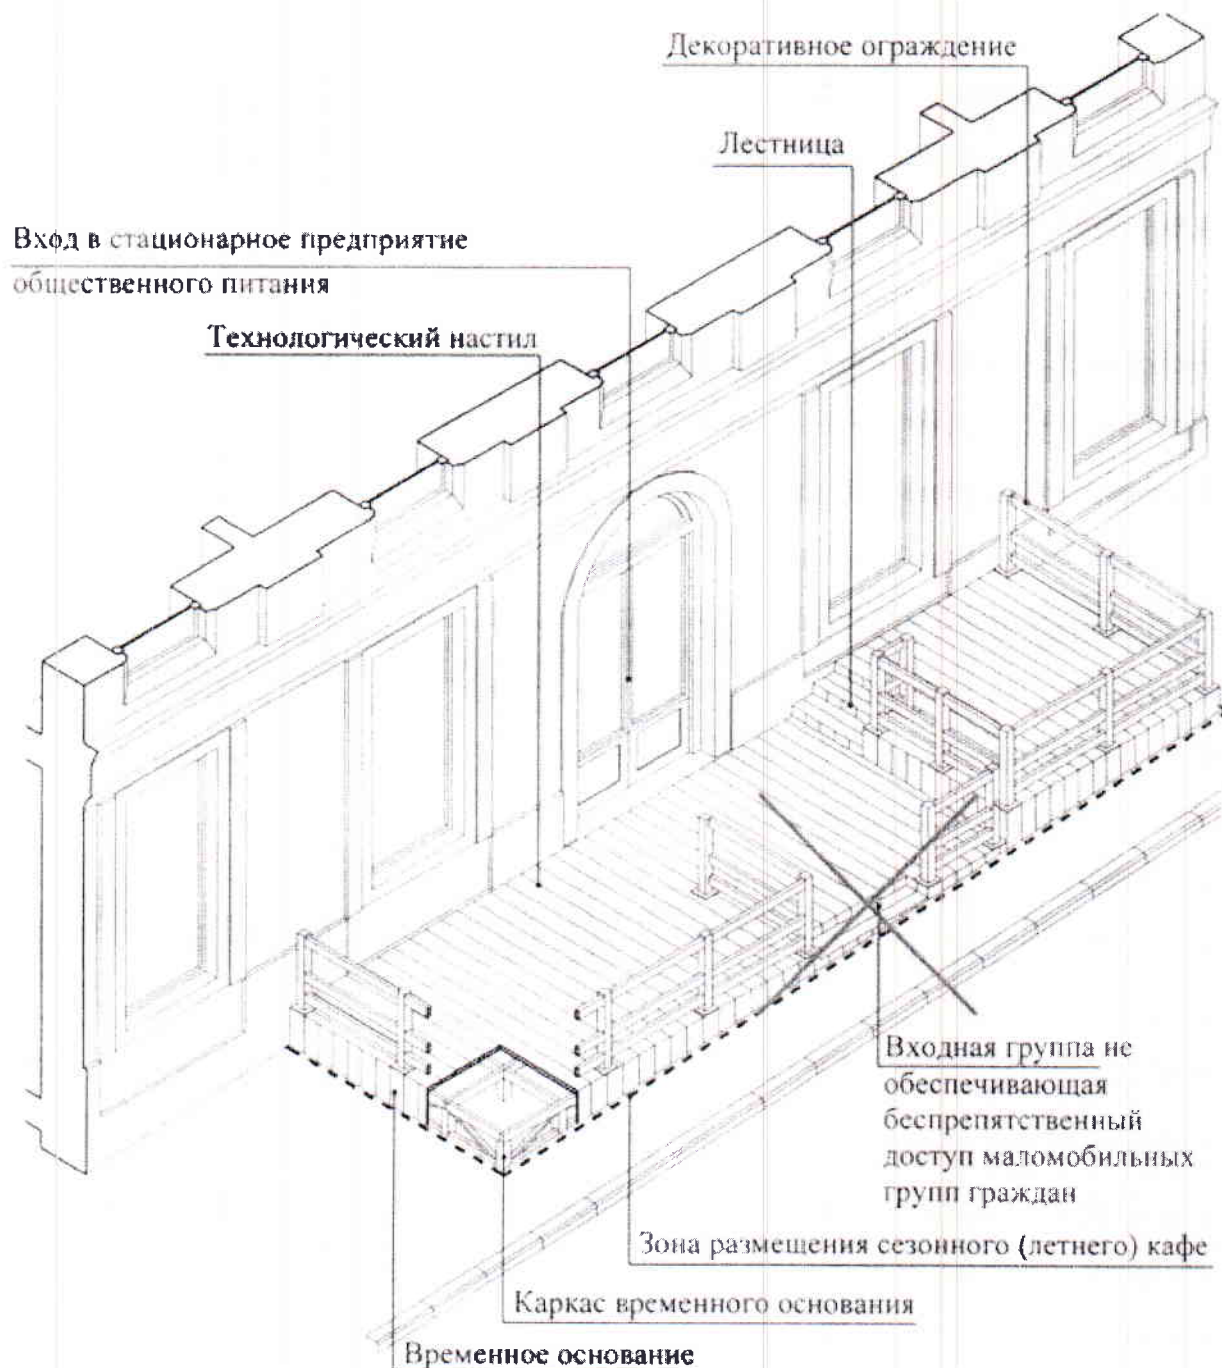 Декоративное ограждение
Лестница
Вход в стационарное предприятие
общественного питания
Технологический настил
Входная группа не
обеспечивающая
беспрепятственный
доступ маломобильных
групп граждан
Зона размещения сезонного (летнего) кафе
Каркас временного основания
Временное основание